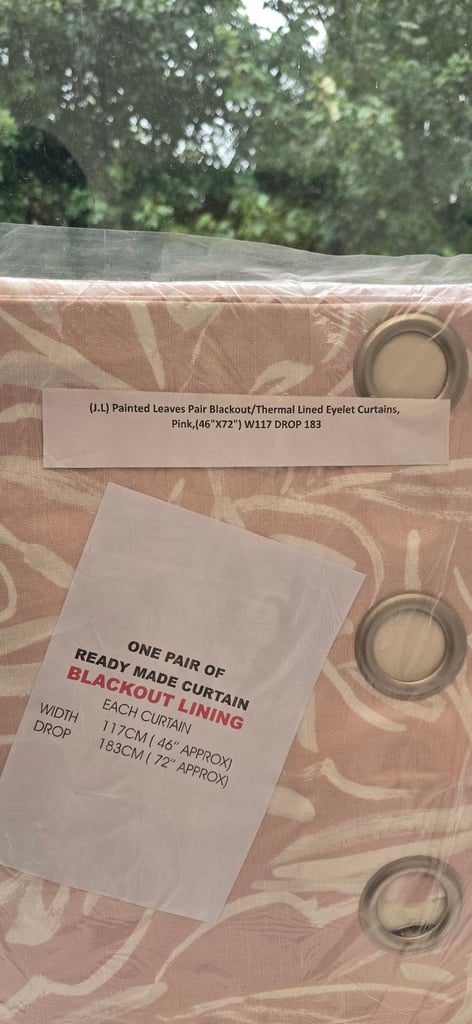 (J.L) Painted Leaves Pair Blackout/Thermal Lined Eyelet Curtains,
Pink,(46"X72") W117 DROP 183
ONE PAIR OF
READY MADE CURTAIN
BLACKOUT LINING
EACH CURTAIN
WIDTH 117CM ( 46" APPROX)
DROP 183CM ( 72" APPROX)